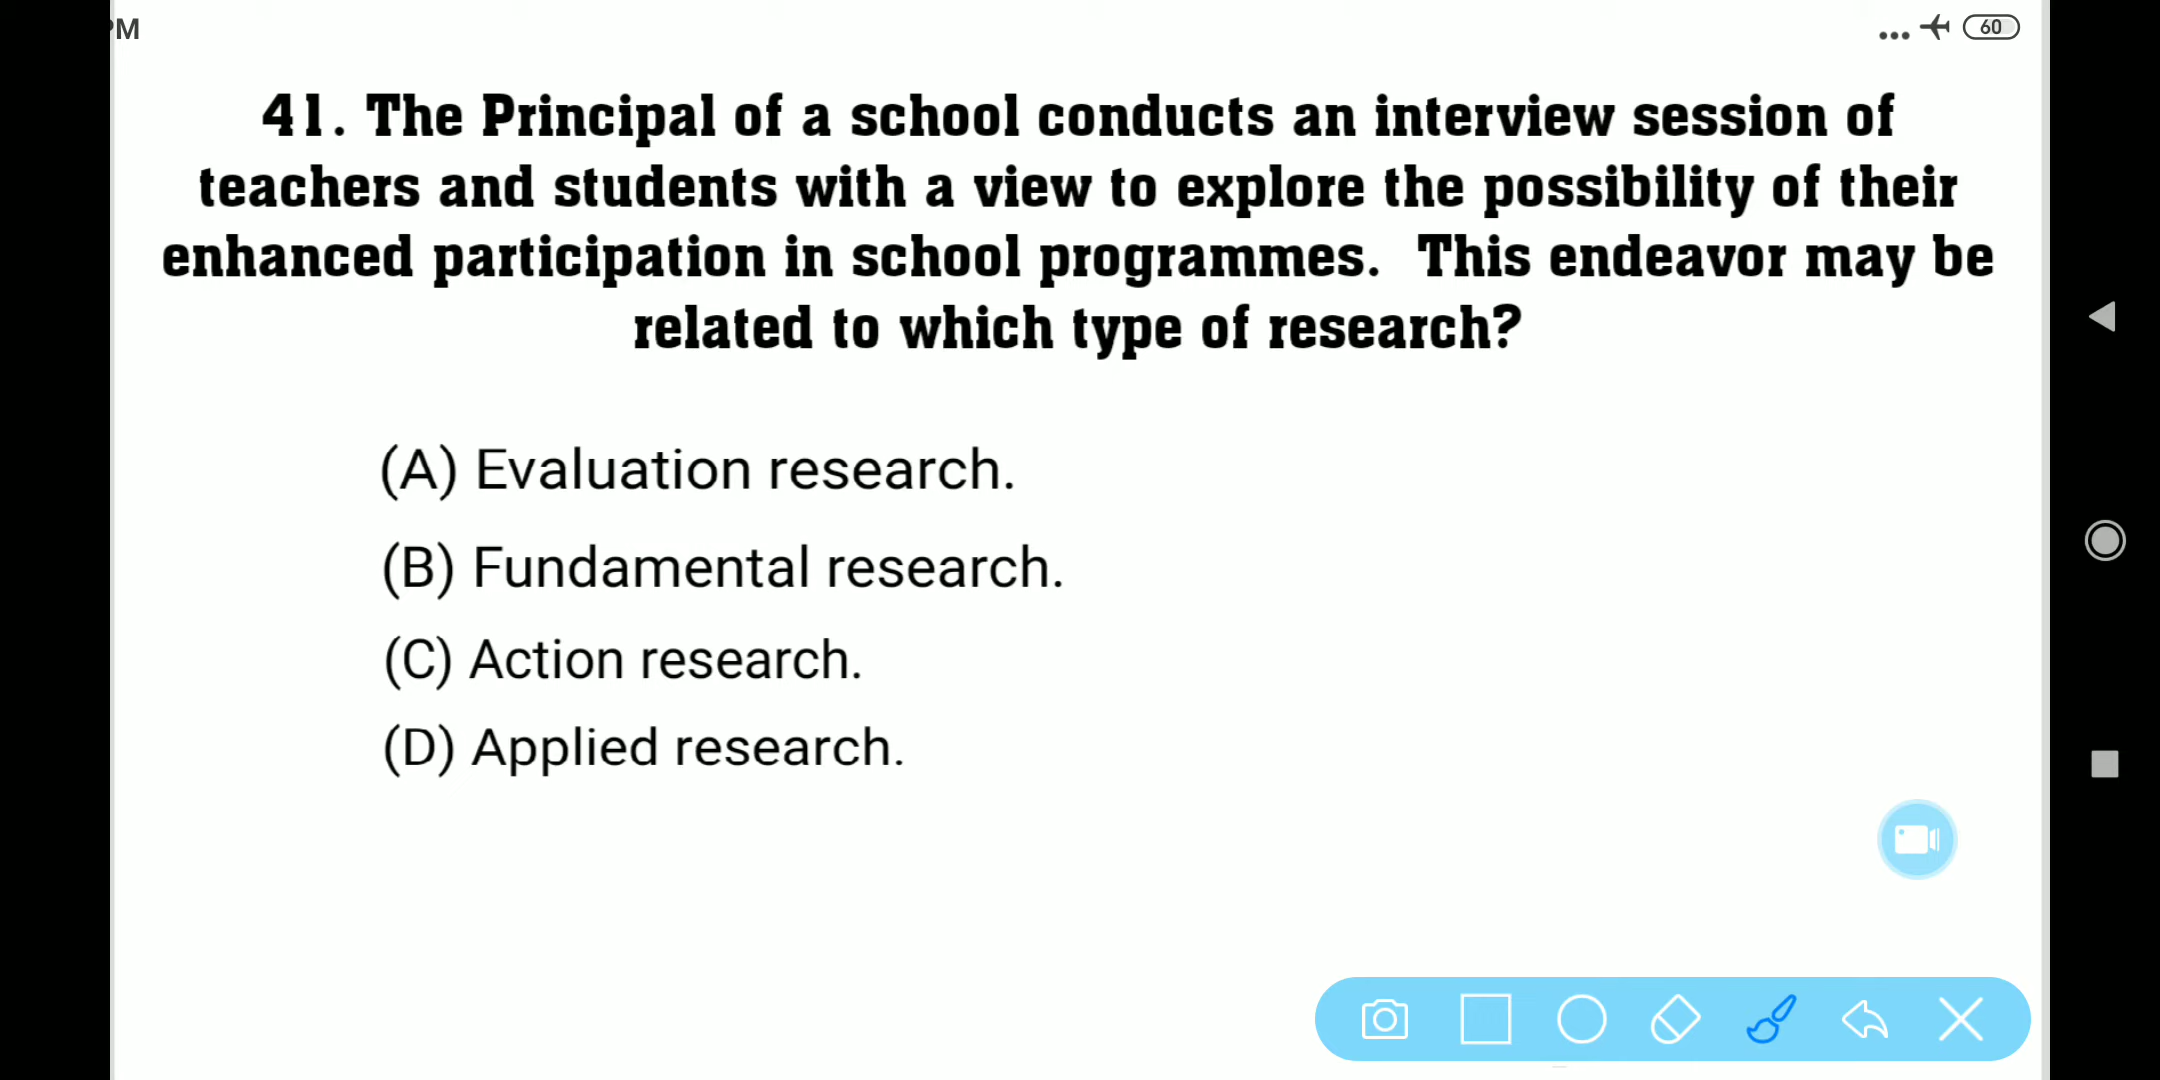 PM
60
41. The Principal of a school conducts an interview session of
teachers and students with a view to explore the possibility of their
enhanced participation in school programmes. This endeavor may be
related to which type of research?
(A) Evaluation research.
(B) Fundamental research.
(C) Action research.
(D) Applied research.